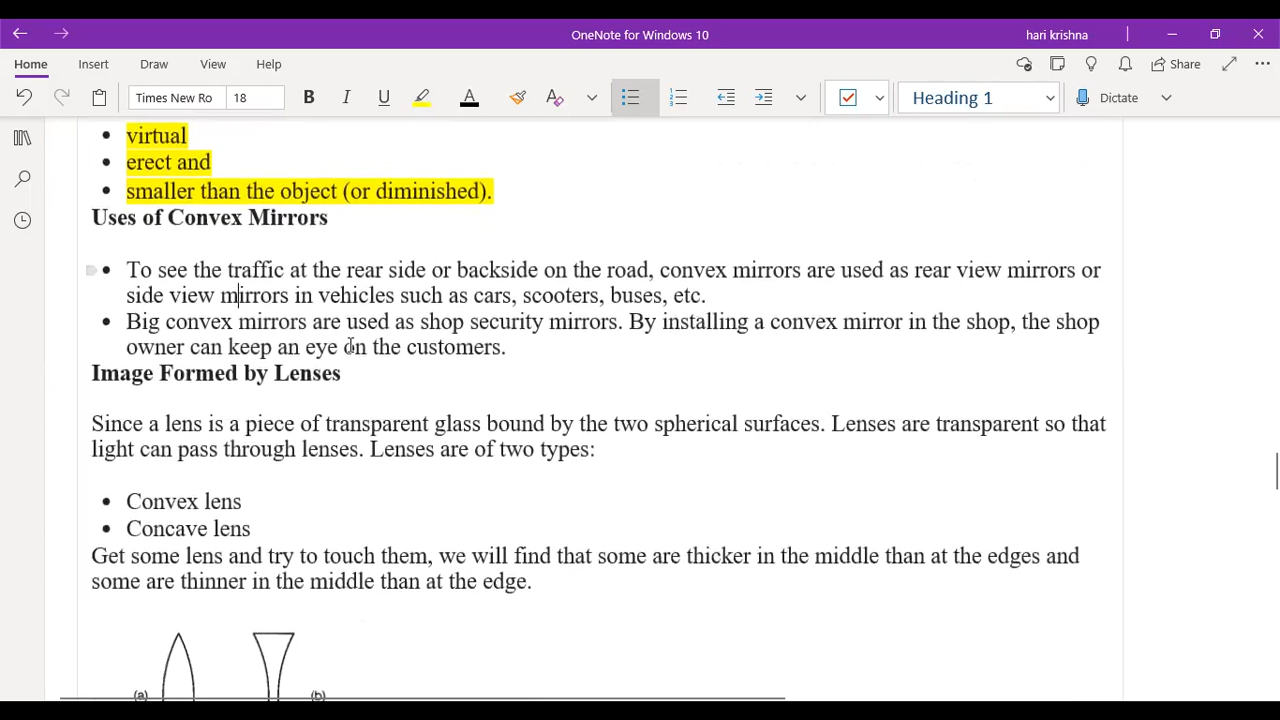 OneNote for Windows 10
hari krishna
Home Insert Draw View Help
Share
Times New Ro 18 B I U A Heading 1 Dictate
• virtual
• erect and
• smaller than the object (or diminished).
Uses of Convex Mirrors
• To see the traffic at the rear side or backside on the road, convex mirrors are used as rear view mirrors or
side view mirrors in vehicles such as cars, scooters, buses, etc.
• Big convex mirrors are used as shop security mirrors. By installing a convex mirror in the shop, the shop
owner can keep an eye on the customers.
Image Formed by Lenses
Since a lens is a piece of transparent glass bound by the two spherical surfaces. Lenses are transparent so that
light can pass through lenses. Lenses are of two types:
• Convex lens
• Concave lens
Get some lens and try to touch them, we will find that some are thicker in the middle than at the edges and
some are thinner in the middle than at the edge.
(a) (b)